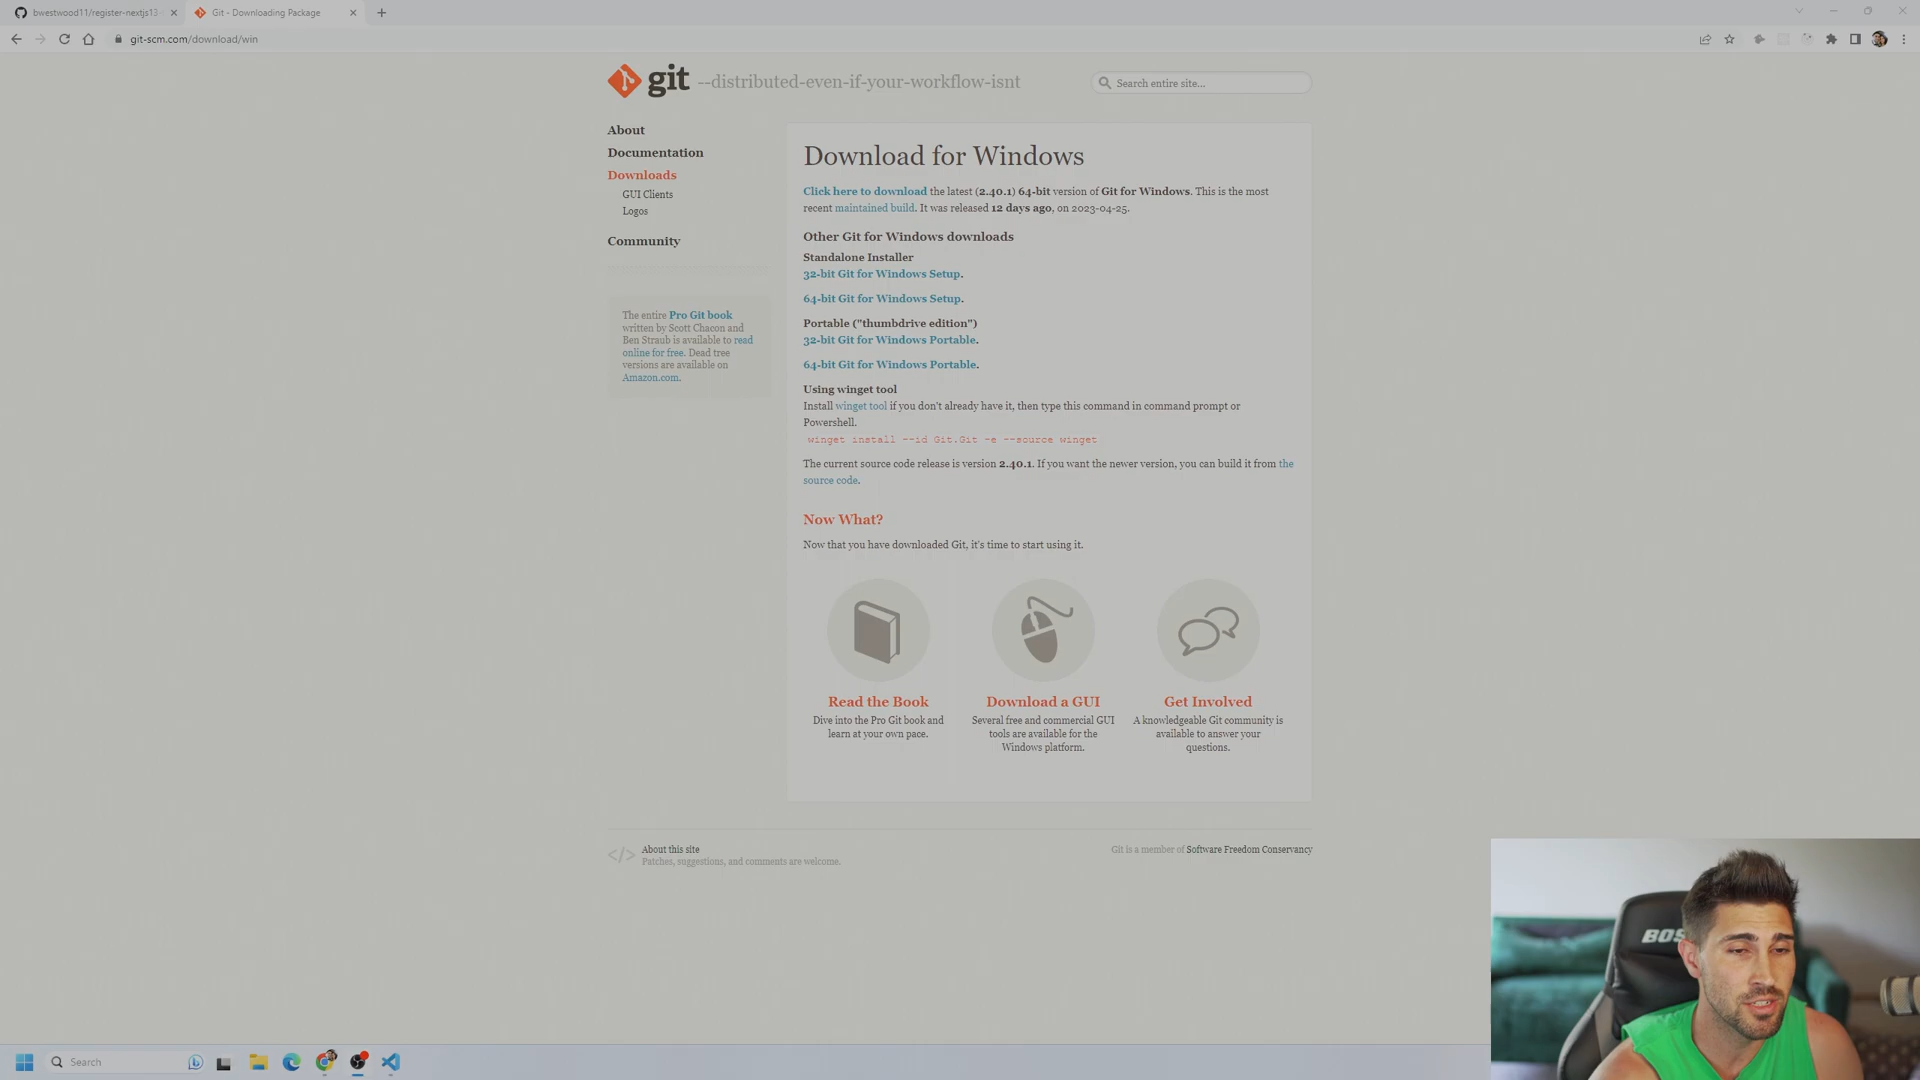 bwestwood11/register-nextjs13-
Git - Downloading Package
git-scm.com/download/win
git --distributed-even-if-your-workflow-isnt
Search entire site...
About
Documentation
Downloads
GUI Clients
Logos
Community
The entire Pro Git book
written by Scott Chacon and
Ben Straub is available to read
online for free. Dead tree
versions are available on
Amazon.com.
Download for Windows
Click here to download the latest (2.40.1) 64-bit version of Git for Windows. This is the most
recent maintained build. It was released 12 days ago, on 2023-04-25.
Other Git for Windows downloads
Standalone Installer
32-bit Git for Windows Setup.
64-bit Git for Windows Setup.
Portable ("thumbdrive edition")
32-bit Git for Windows Portable.
64-bit Git for Windows Portable.
Using winget tool
Install winget tool if you don't already have it, then type this command in command prompt or
Powershell.
winget install --id Git.Git -e --source winget
The current source code release is version 2.40.1. If you want the newer version, you can build it from the
source code.
Now What?
Now that you have downloaded Git, it's time to start using it.
Read the Book
Dive into the Pro Git book and
learn at your own pace.
Download a GUI
Several free and commercial GUI
tools are available for the
Windows platform.
Get Involved
A knowledgeable Git community is
available to answer your
questions.
</> About this site
Patches, suggestions, and comments are welcome.
Git is a member of Software Freedom Conservancy
BOS
Search